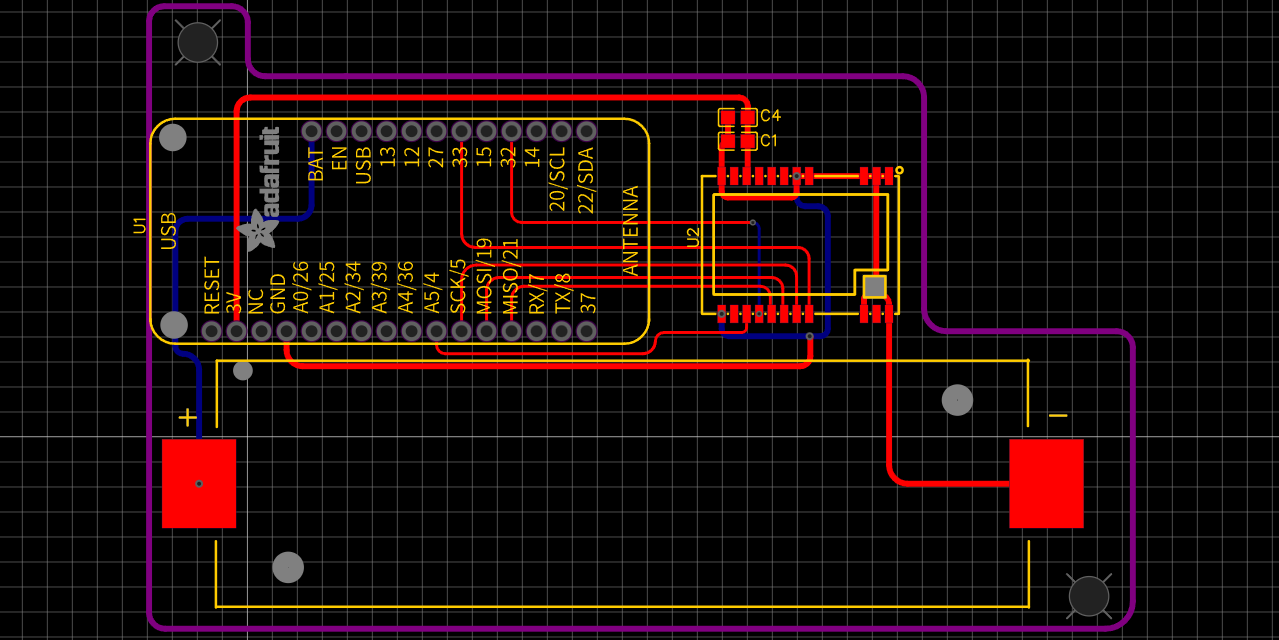 C4
C1
adafruit
BAT
EN
USB
13
12
27
33
15
32
14
20/SCL
22/SDA
U1
USB
ANTENNA
U2
RESET
3V
NC
GND
A0/26
A1/25
A2/34
A3/39
A4/36
A5/4
SCK/5
MOSI/19
MISO/21
RX/7
TX/8
37
+
−